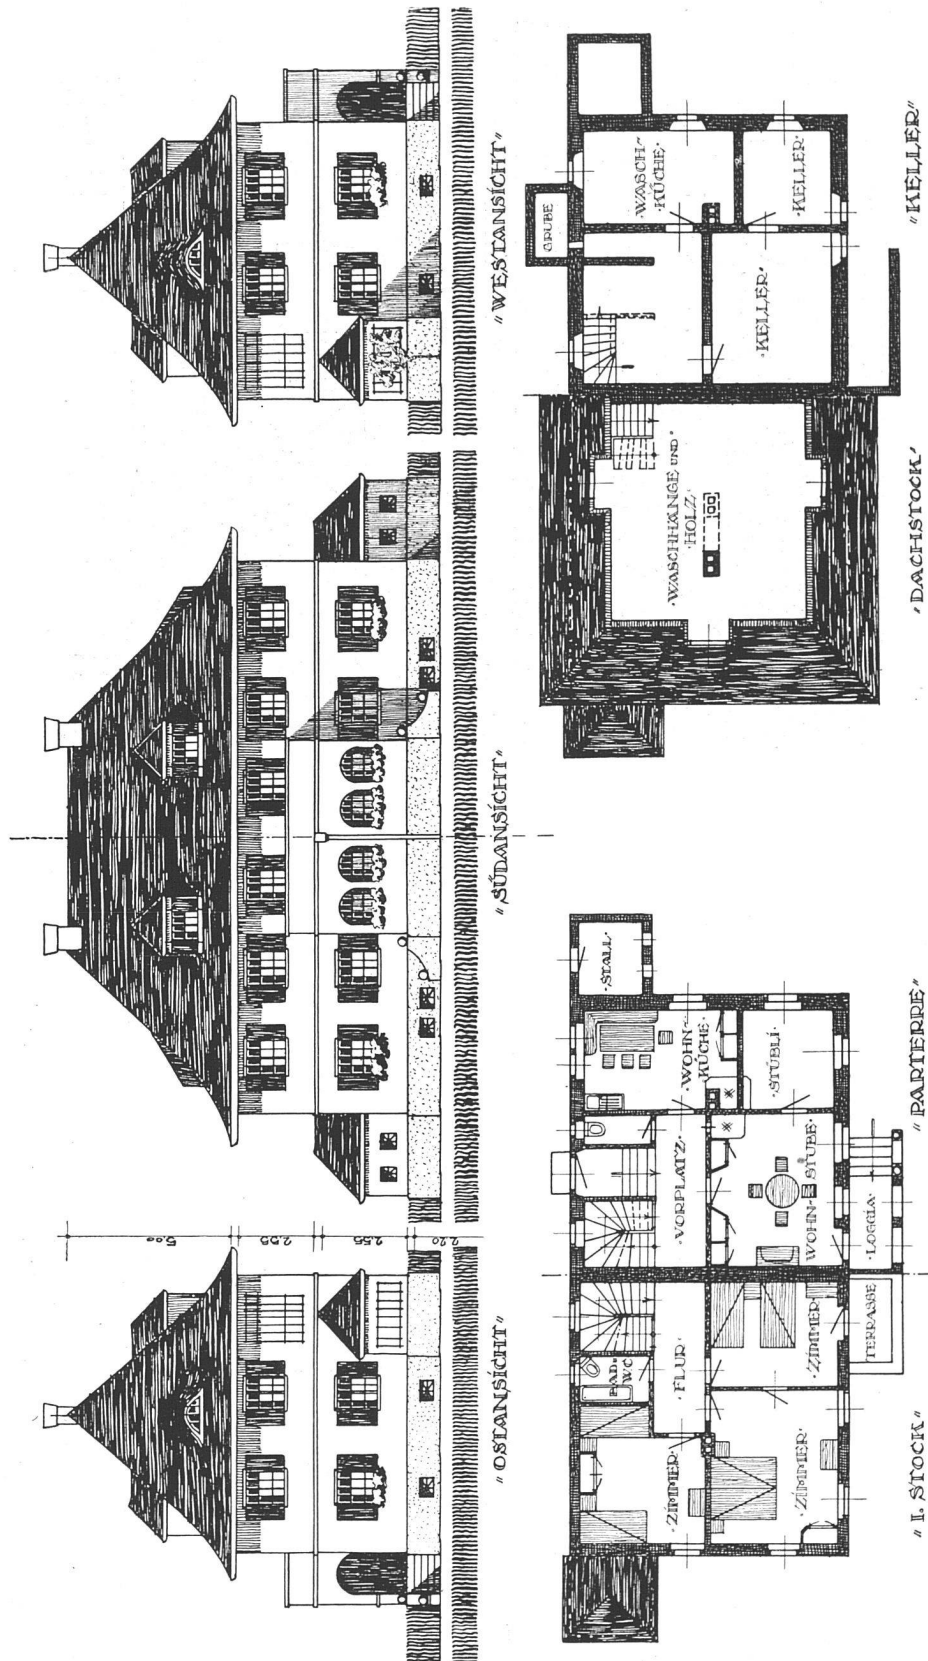 „OSTANSICHT"
„SÜDANSICHT"
„WESTANSICHT"
5.00
2.55
2.55
2.20
·ZIMMER·
BAD·
WC
·FLUR·
·ZIMMER·
·ZIMMER·
TERRASSE
„I. STOCK"
·VORPLATZ·
·WOHN-
KÜCHE·
·STALL·
WOHN-
STUBE·
·STÜBLI·
·LOGGIA·
„PARTERRE"
·WASCHHÄNGE UND
·HOLZ·
„DACHSTOCK"
GRUBE
·WASCH-
KÜCHE·
·KELLER·
·KELLER·
„KELLER"